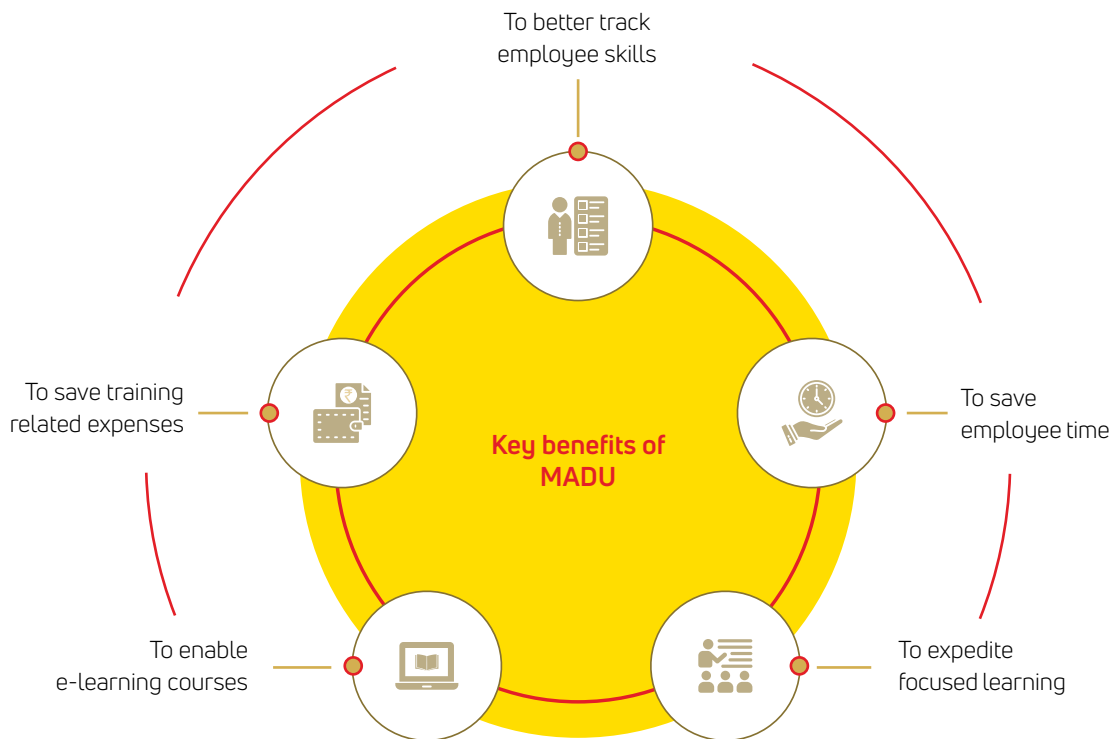 To better track
employee skills
To save training
related expenses
To save
employee time
Key benefits of
MADU
To enable
e-learning courses
To expedite
focused learning